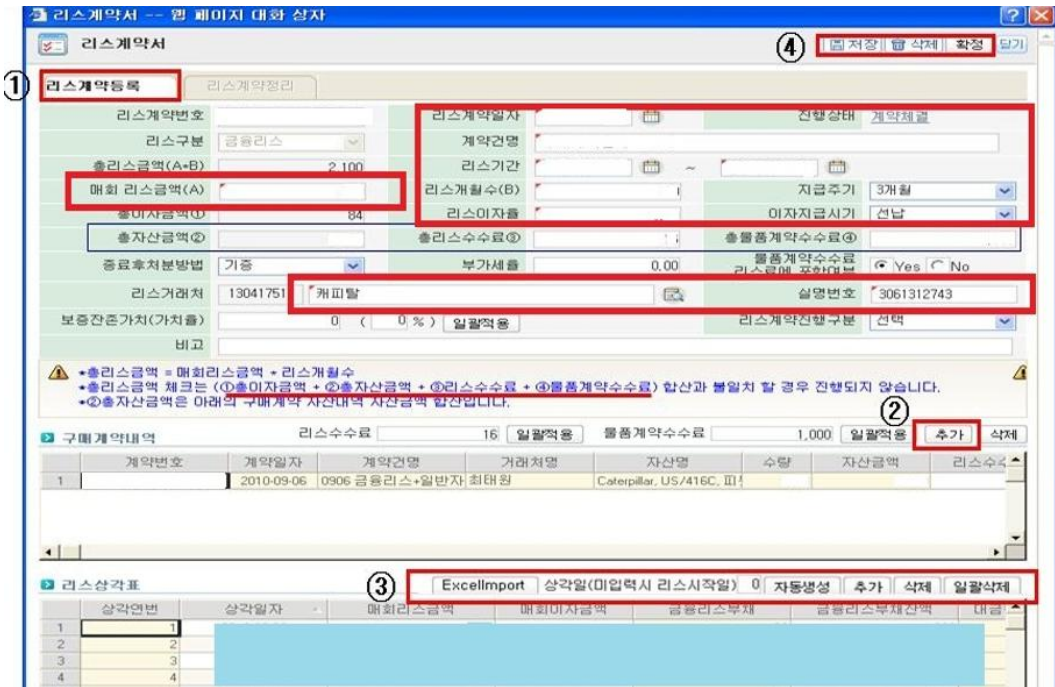 리스계약서 -- 웹 페이지 대화 상자
리스계약서
④ 저장 삭제 확정 닫기
① 리스계약등록 리스계약정리
리스계약번호 리스계약일자 진행상태 계약체결
리스구분 금융리스 계약건명
총리스금액(A*B) 2,100 리스기간 ~
매회 리스금액(A) 리스개월수(B) 지급주기 3개월
총이자금액① 84 리스이자율 이자지급시기 선납
총자산금액② 총리스수수료③ 총물품계약수수료④
종료후처분방법 기증 부가세율 0.00 물품계약수수료 리스료에 포함여부 Yes No
리스거래처 13041751 캐피탈 실명번호 3061312743
보증잔존가치(가치율) 0 ( 0 % ) 일괄적용 리스계약진행구분 선택
비고
*총리스금액 = 매회리스금액 * 리스개월수
*총리스금액 체크는 (①총이자금액 + ②총자산금액 + ③리스수수료 + ④물품계약수수료) 합산과 불일치 할 경우 진행되지 않습니다.
*②총자산금액은 아래의 구매계약 자산내역 자산금액 합산입니다.
②
구매계약내역 리스수수료 16 일괄적용 물품계약수수료 1,000 일괄적용 추가 삭제
계약번호 계약일자 계약건명 거래처명 자산명 수량 자산금액 리스수수
1 2010-09-06 0906 금융리스+일반자 최태원 Caterpillar, US/416C,
리스상각표 ③ ExcelImport 상각일(미입력시 리스시작일) 0 자동생성 추가 삭제 일괄삭제
상각연번 상각일자 매회리스금액 매회이자금액 금융리스부채 금융리스부채잔액 대금
1 1
2 2
3 3
4 4